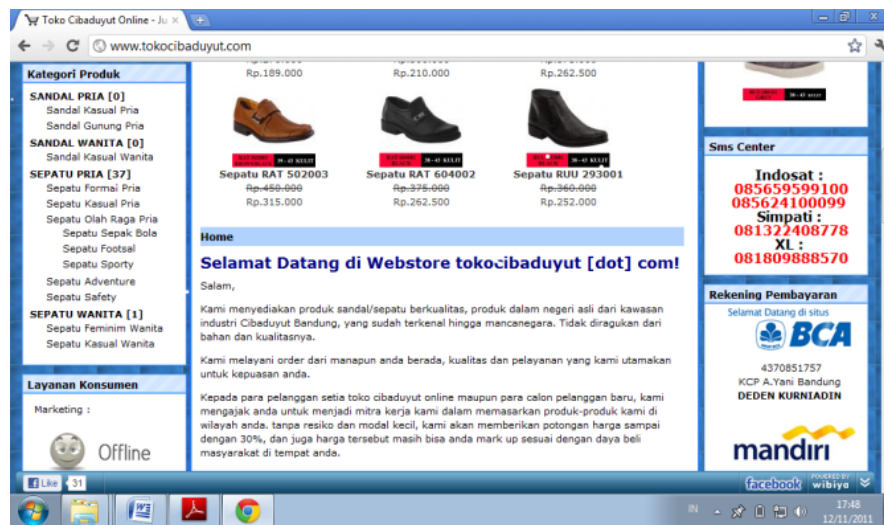 Toko Cibaduyut Online - Ju
www.tokocibaduyut.com
Kategori Produk
SANDAL PRIA [0]
Sandal Kasual Pria
Sandal Gunung Pria
SANDAL WANITA [0]
Sandal Kasual Wanita
SEPATU PRIA [37]
Sepatu Formal Pria
Sepatu Kasual Pria
Sepatu Olah Raga Pria
Sepatu Sepak Bola
Sepatu Footsal
Sepatu Sporty
Sepatu Adventure
Sepatu Safety
SEPATU WANITA [1]
Sepatu Feminim Wanita
Sepatu Kasual Wanita
Layanan Konsumen
Marketing :
Offline
Rp.189.000
Rp.210.000
Rp.262.500
38 - 43 KULIT
38 - 43 KULIT
38 - 43 KULIT
Sepatu RAT 502003
Sepatu RAT 604002
Sepatu RUU 293001
Rp.450.000
Rp.375.000
Rp.360.000
Rp.315.000
Rp.262.500
Rp.252.000
Home
Selamat Datang di Webstore tokocibaduyut [dot] com!
Salam,
Kami menyediakan produk sandal/sepatu berkualitas, produk dalam negeri asli dari kawasan
industri Cibaduyut Bandung, yang sudah terkenal hingga mancanegara. Tidak diragukan dari
bahan dan kualitasnya.
Kami melayani order dari manapun anda berada, kualitas dan pelayanan yang kami utamakan
untuk kepuasan anda.
Kepada para pelanggan setia toko cibaduyut online maupun para calon pelanggan baru, kami
mengajak anda untuk menjadi mitra kerja kami dalam memasarkan produk-produk kami di
wilayah anda. tanpa resiko dan modal kecil, kami akan memberikan potongan harga sampai
dengan 30%, dan juga harga tersebut masih bisa anda mark up sesuai dengan daya beli
masyarakat di tempat anda.
Sms Center
Indosat :
085659599100
085624100099
Simpati :
081322408778
XL :
081809888570
Rekening Pembayaran
Selamat Datang di situs
BCA
4370851757
KCP A.Yani Bandung
DEDEN KURNIADIN
mandiri
Like
31
facebook
POWERED BY
wibiya
IN
17:48
12/11/2011